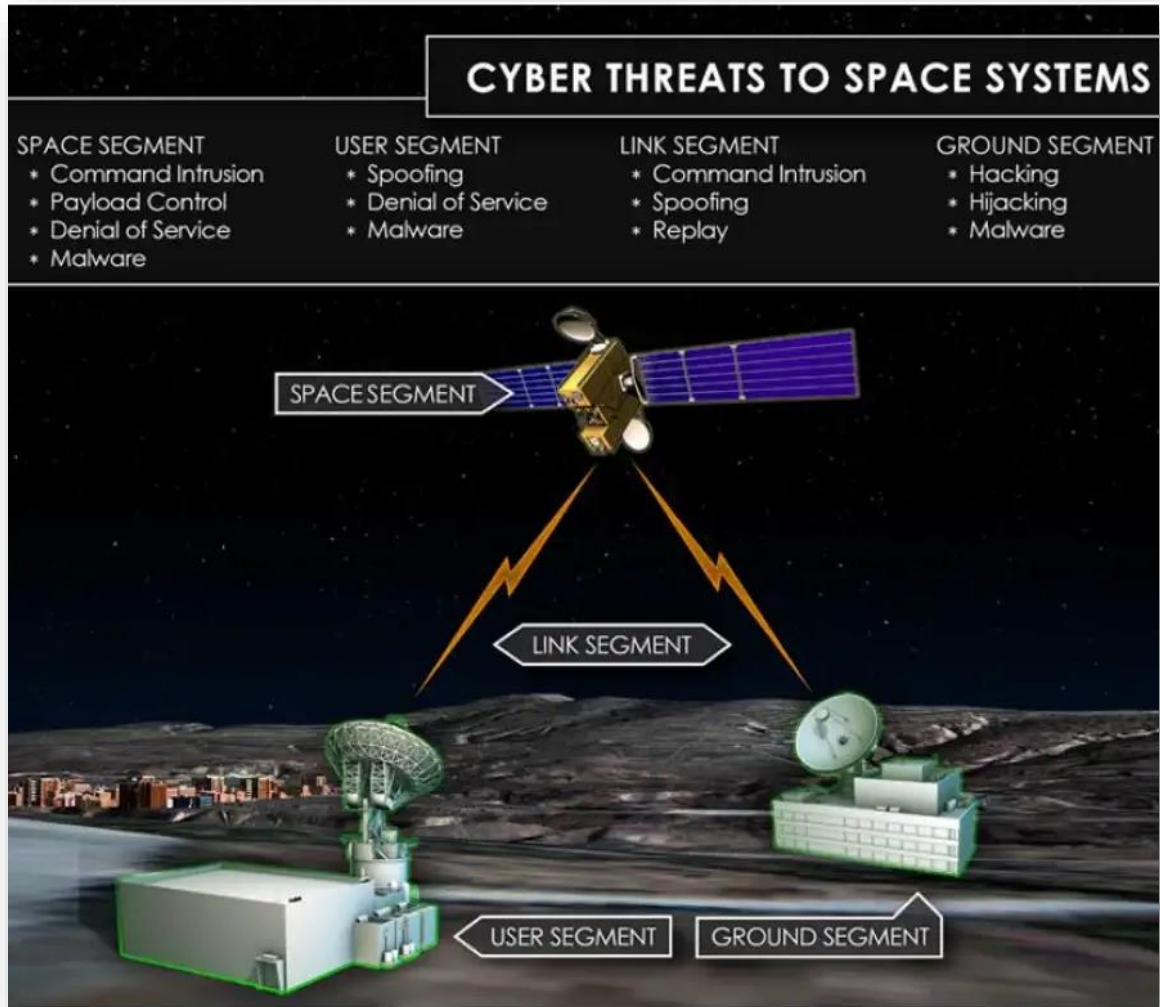 CYBER THREATS TO SPACE SYSTEMS
SPACE SEGMENT
* Command Intrusion
* Payload Control
* Denial of Service
* Malware
USER SEGMENT
* Spoofing
* Denial of Service
* Malware
LINK SEGMENT
* Command Intrusion
* Spoofing
* Replay
GROUND SEGMENT
* Hacking
* Hijacking
* Malware
SPACE SEGMENT
LINK SEGMENT
USER SEGMENT
GROUND SEGMENT